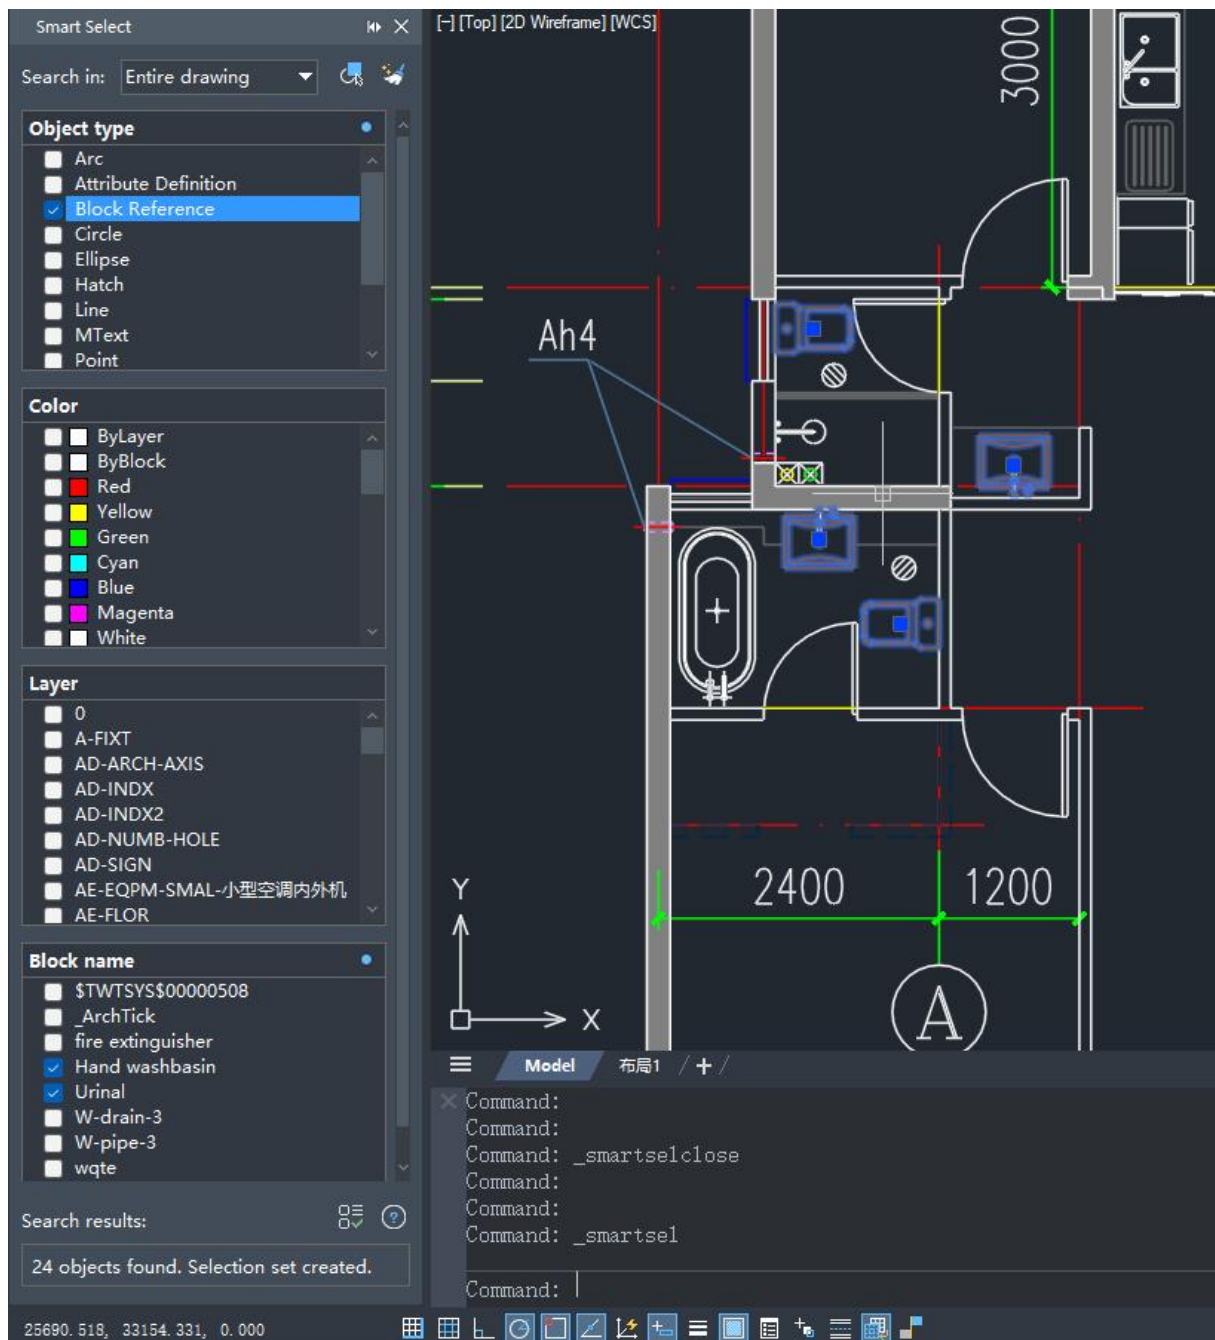 Smart Select
Search in: Entire drawing
Object type
Arc
Attribute Definition
Block Reference
Circle
Ellipse
Hatch
Line
MText
Point
Color
ByLayer
ByBlock
Red
Yellow
Green
Cyan
Blue
Magenta
White
Layer
0
A-FIXT
AD-ARCH-AXIS
AD-INDX
AD-INDX2
AD-NUMB-HOLE
AD-SIGN
AE-EQPM-SMAL-小型空调内外机
AE-FLOR
Block name
$TWTSYS$00000508
_ArchTick
fire extinguisher
Hand washbasin
Urinal
W-drain-3
W-pipe-3
wqte
Search results:
24 objects found. Selection set created.
[-] [Top] [2D Wireframe] [WCS]
3000
Ah4
2400
1200
A
Y
X
Model
布局1
Command:
Command:
Command: _smartselclose
Command:
Command:
Command: _smartsel
Command:
25690.518, 33154.331, 0.000